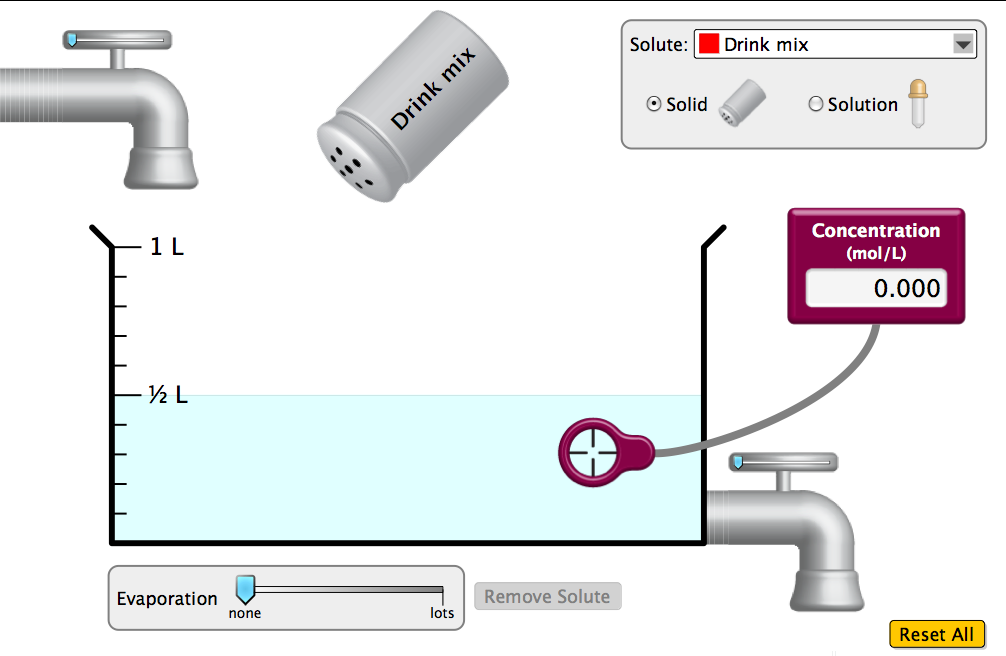 Drink mix
Solute: Drink mix
Solid
Solution
1 L
Concentration
(mol/L)
0.000
½ L
Evaporation
none
lots
Remove Solute
Reset All